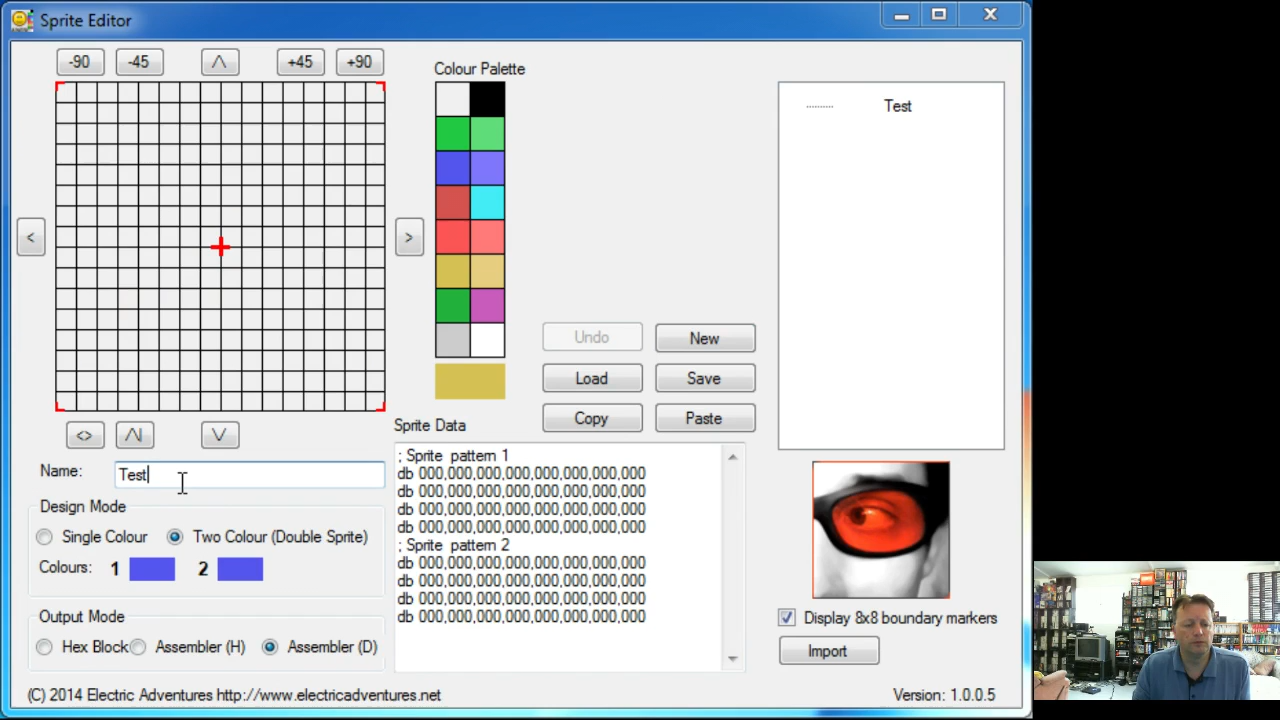 Sprite Editor
-90
-45
/\
+45
+90
Colour Palette
Test
<
>
Undo
New
Load
Save
Copy
Paste
<>
/\|
\/
Sprite Data
; Sprite pattern 1
db 000,000,000,000,000,000,000,000
db 000,000,000,000,000,000,000,000
db 000,000,000,000,000,000,000,000
db 000,000,000,000,000,000,000,000
; Sprite pattern 2
db 000,000,000,000,000,000,000,000
db 000,000,000,000,000,000,000,000
db 000,000,000,000,000,000,000,000
db 000,000,000,000,000,000,000,000
Name: Test
Design Mode
Single Colour Two Colour (Double Sprite)
Colours: 1 2
Output Mode
Hex Block Assembler (H) Assembler (D)
Display 8x8 boundary markers
Import
(C) 2014 Electric Adventures http://www.electricadventures.net
Version: 1.0.0.5